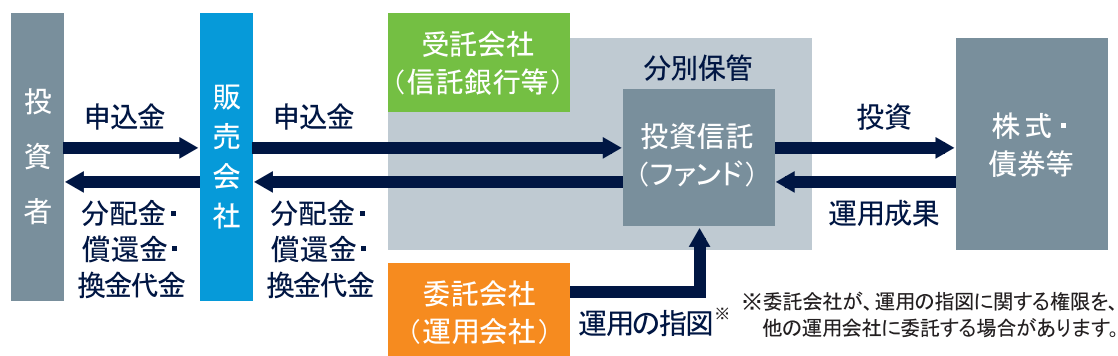 投資者
申込金
分配金・
償還金・
換金代金
販売会社
申込金
分配金・
償還金・
換金代金
受託会社
（信託銀行等）
分別保管
投資信託
（ファンド）
委託会社
（運用会社）
運用の指図※
投資
運用成果
株式・
債券等
※委託会社が、運用の指図に関する権限を、
他の運用会社に委託する場合があります。